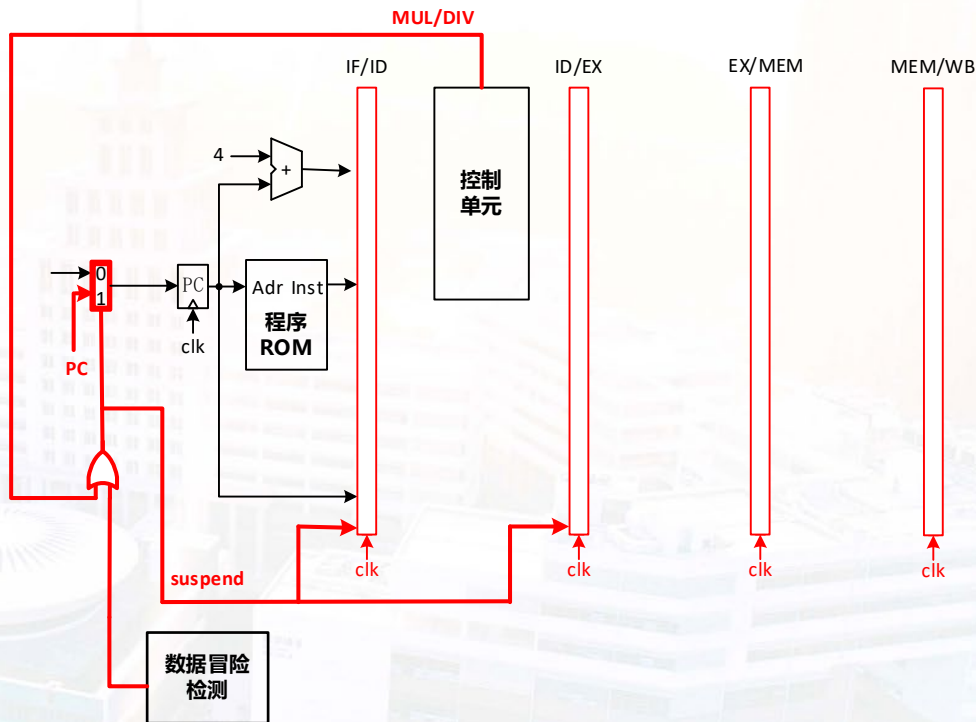 MUL/DIV
IF/ID
ID/EX
EX/MEM
MEM/WB
4
+
控制
单元
0
1
PC
Adr Inst
程序
ROM
clk
PC
suspend
clk
clk
clk
clk
数据冒险
检测